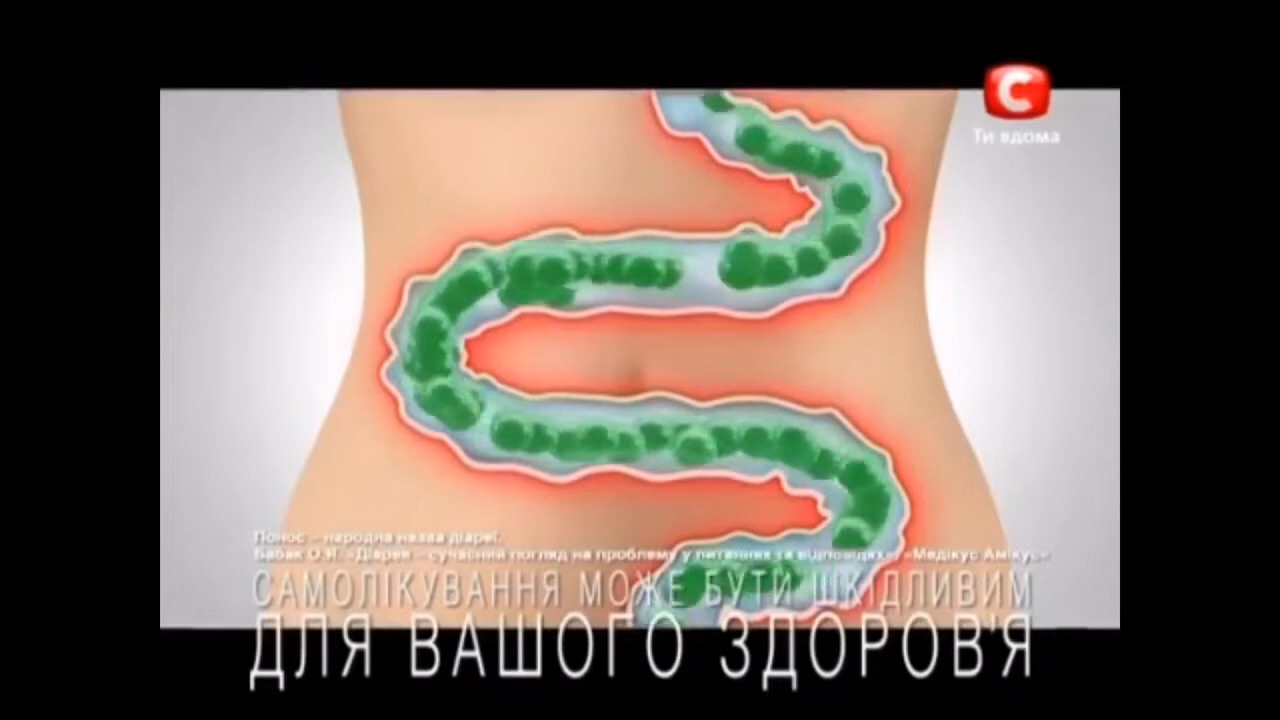 С
Ти вдома
Понос – народна назва діареї.
Бабак О.Я. «Діарея – сучасний погляд на проблему у питаннях та відповідях», «Медікус Амікус»
САМОЛІКУВАННЯ МОЖЕ БУТИ ШКІДЛИВИМ
ДЛЯ ВАШОГО ЗДОРОВ'Я